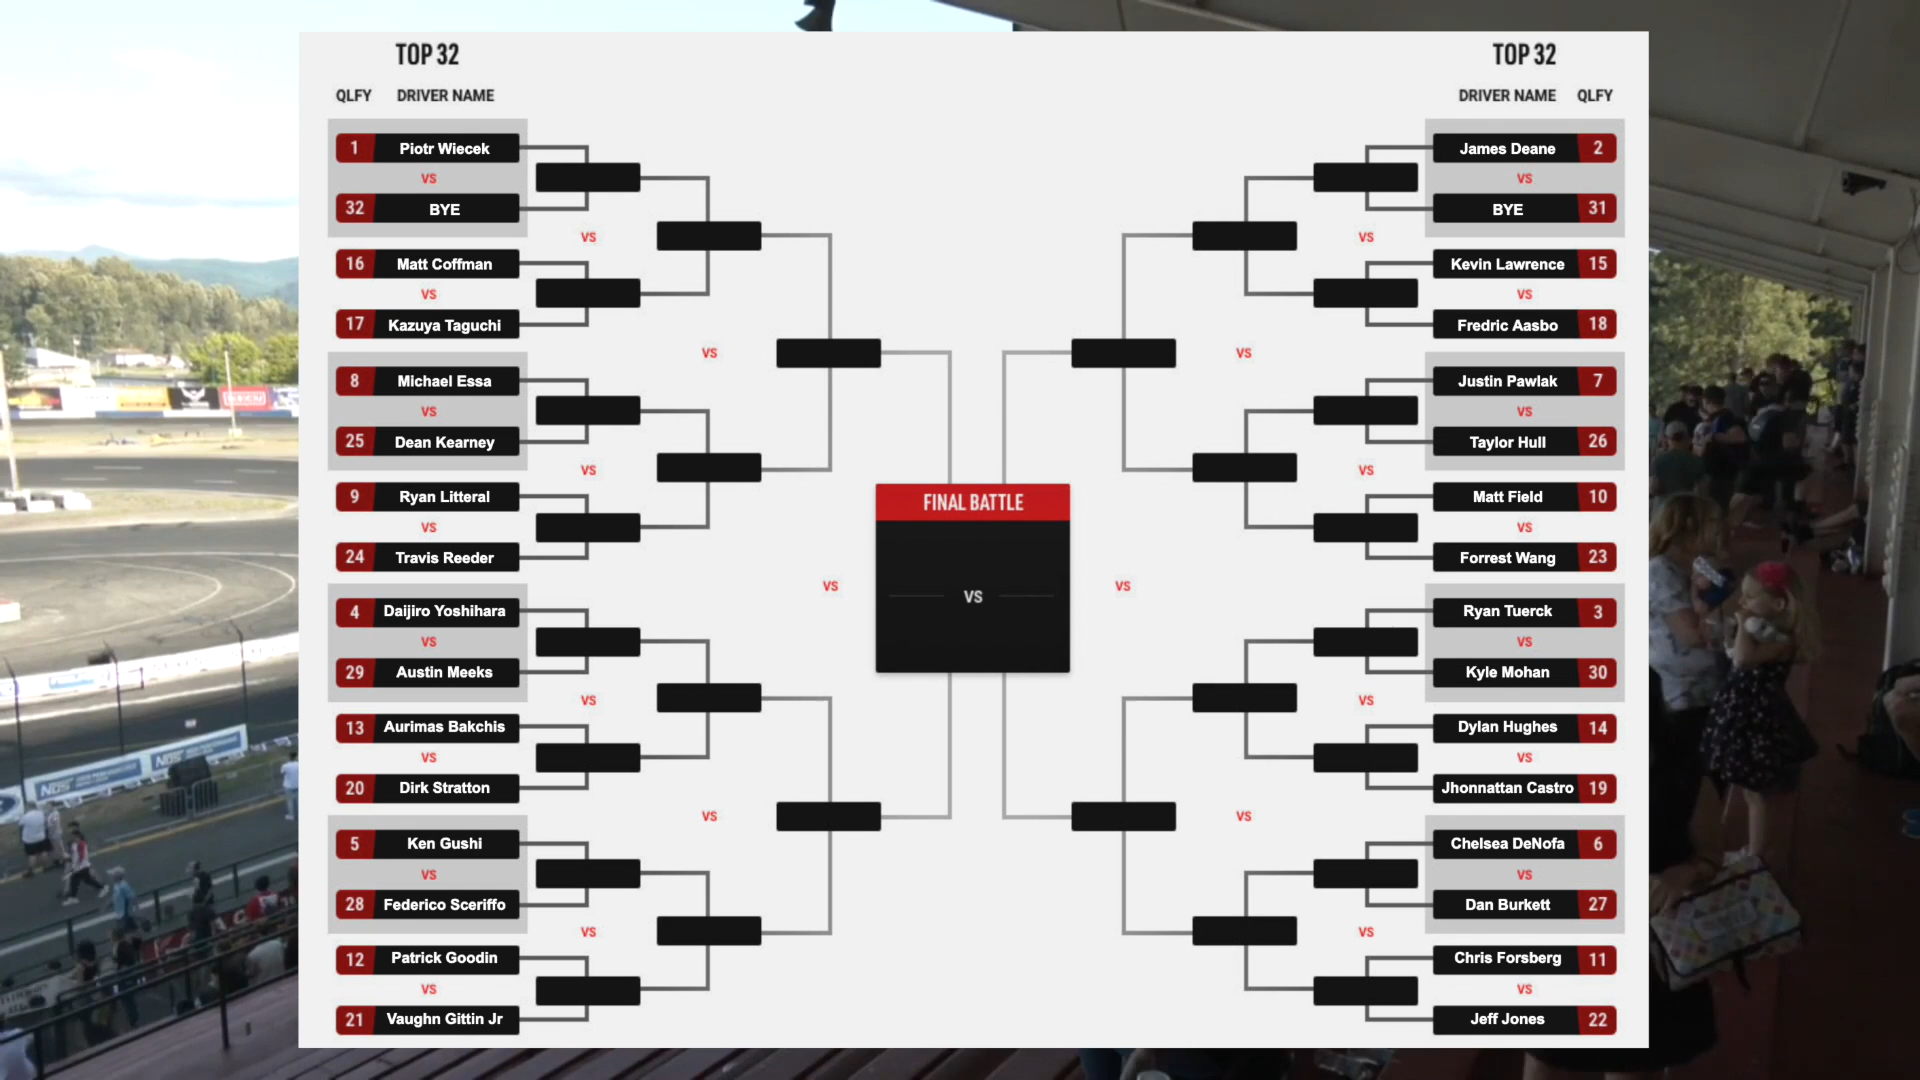 TOP 32
QLFY DRIVER NAME
1 Piotr Wiecek
VS
32 BYE
VS
16 Matt Coffman
VS
17 Kazuya Taguchi
VS
8 Michael Essa
VS
25 Dean Kearney
VS
9 Ryan Litteral
VS
24 Travis Reeder
VS
4 Daijiro Yoshihara
VS
29 Austin Meeks
VS
13 Aurimas Bakchis
VS
20 Dirk Stratton
VS
5 Ken Gushi
VS
28 Federico Sceriffo
VS
12 Patrick Goodin
VS
21 Vaughn Gittin Jr
FINAL BATTLE
VS
TOP 32
DRIVER NAME QLFY
James Deane 2
VS
BYE 31
VS
Kevin Lawrence 15
VS
Fredric Aasbo 18
VS
Justin Pawlak 7
VS
Taylor Hull 26
VS
Matt Field 10
VS
Forrest Wang 23
VS
Ryan Tuerck 3
VS
Kyle Mohan 30
VS
Dylan Hughes 14
VS
Jhonnattan Castro 19
VS
Chelsea DeNofa 6
VS
Dan Burkett 27
VS
Chris Forsberg 11
VS
Jeff Jones 22
NOS
NOS